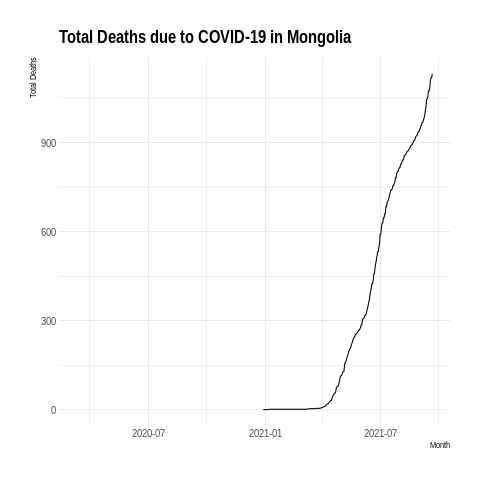 Total Deaths due to COVID-19 in Mongolia
Total Deaths
900
600
300
0
2020-07
2021-01
2021-07
Month